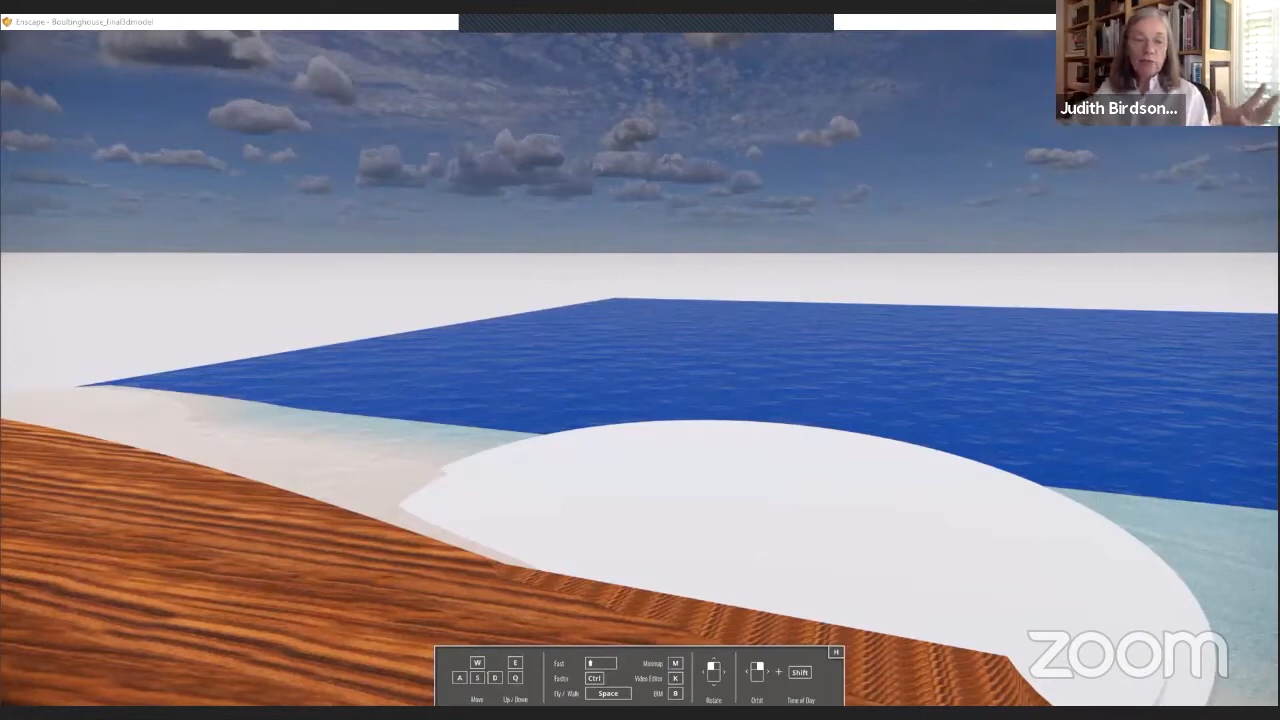 Enscape - Boultinghouse_final3dmodel
Judith Birdson...
H
W
E
A
S
D
Q
Move
Up / Down
Fast
Faster
Ctrl
Fly / Walk
Space
Minimap
M
Video Editor
K
BIM
B
Rotate
Orbit
+
Shift
Time of Day
zoom